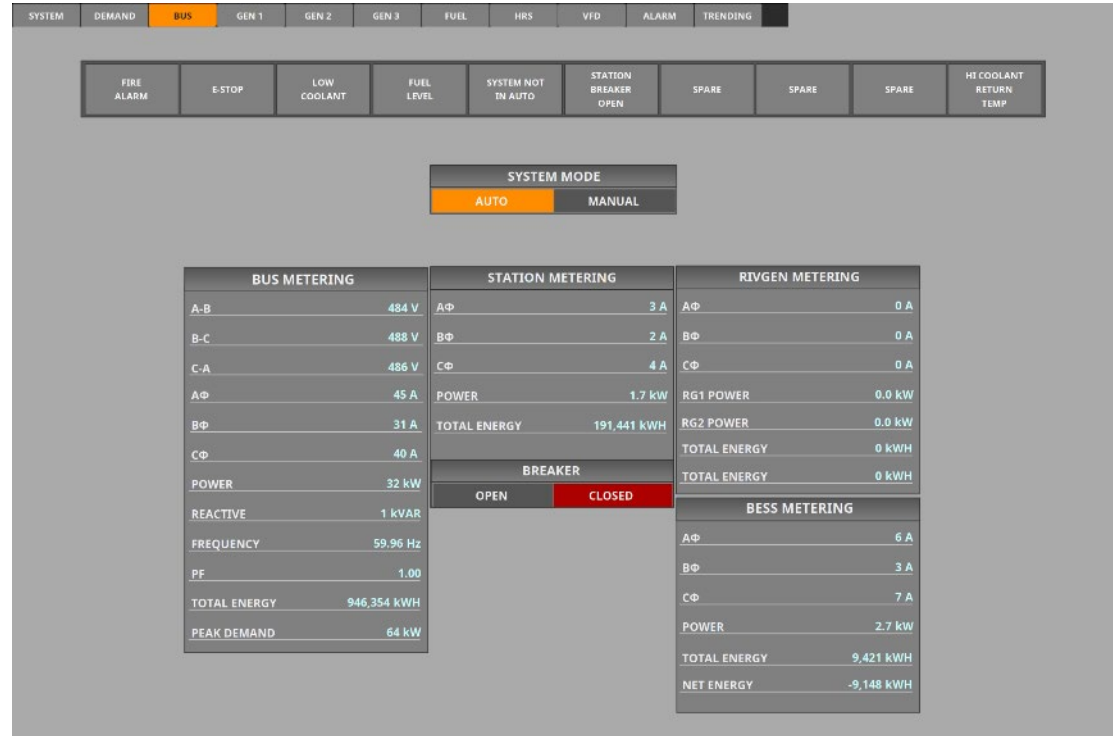 SYSTEM DEMAND BUS GEN 1 GEN 2 GEN 3 FUEL HRS VFD ALARM TRENDING
FIRE
ALARM
E-STOP
LOW
COOLANT
FUEL
LEVEL
SYSTEM NOT
IN AUTO
STATION
BREAKER
OPEN
SPARE
SPARE
SPARE
HI COOLANT
RETURN
TEMP
SYSTEM MODE
AUTO MANUAL
BUS METERING
A-B 484 V
B-C 488 V
C-A 486 V
AΦ 45 A
BΦ 31 A
CΦ 40 A
POWER 32 kW
REACTIVE 1 kVAR
FREQUENCY 59.96 Hz
PF 1.00
TOTAL ENERGY 946,354 kWH
PEAK DEMAND 64 kW
STATION METERING
AΦ 3 A
BΦ 2 A
CΦ 4 A
POWER 1.7 kW
TOTAL ENERGY 191,441 kWH
BREAKER
OPEN CLOSED
RIVGEN METERING
AΦ 0 A
BΦ 0 A
CΦ 0 A
RG1 POWER 0.0 kW
RG2 POWER 0.0 kW
TOTAL ENERGY 0 kWH
TOTAL ENERGY 0 kWH
BESS METERING
AΦ 6 A
BΦ 3 A
CΦ 7 A
POWER 2.7 kW
TOTAL ENERGY 9,421 kWH
NET ENERGY -9,148 kWH